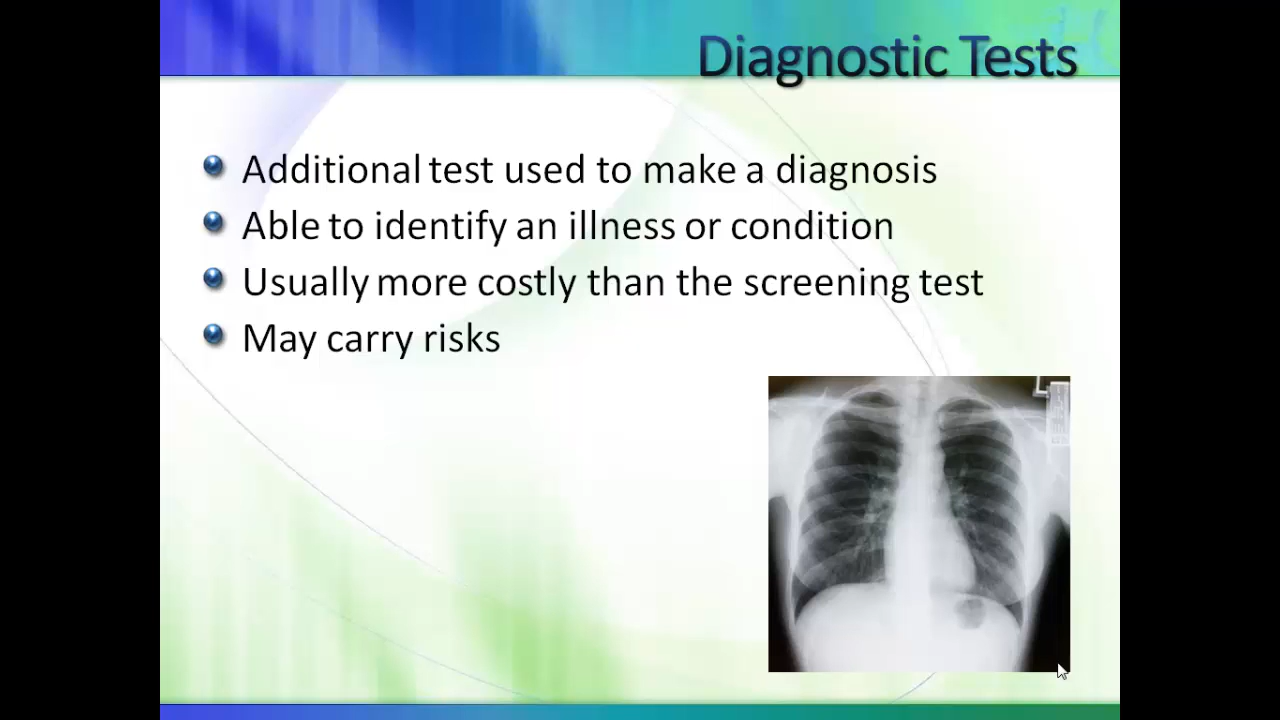 Diagnostic Tests
Additional test used to make a diagnosis
Able to identify an illness or condition
Usually more costly than the screening test
May carry risks